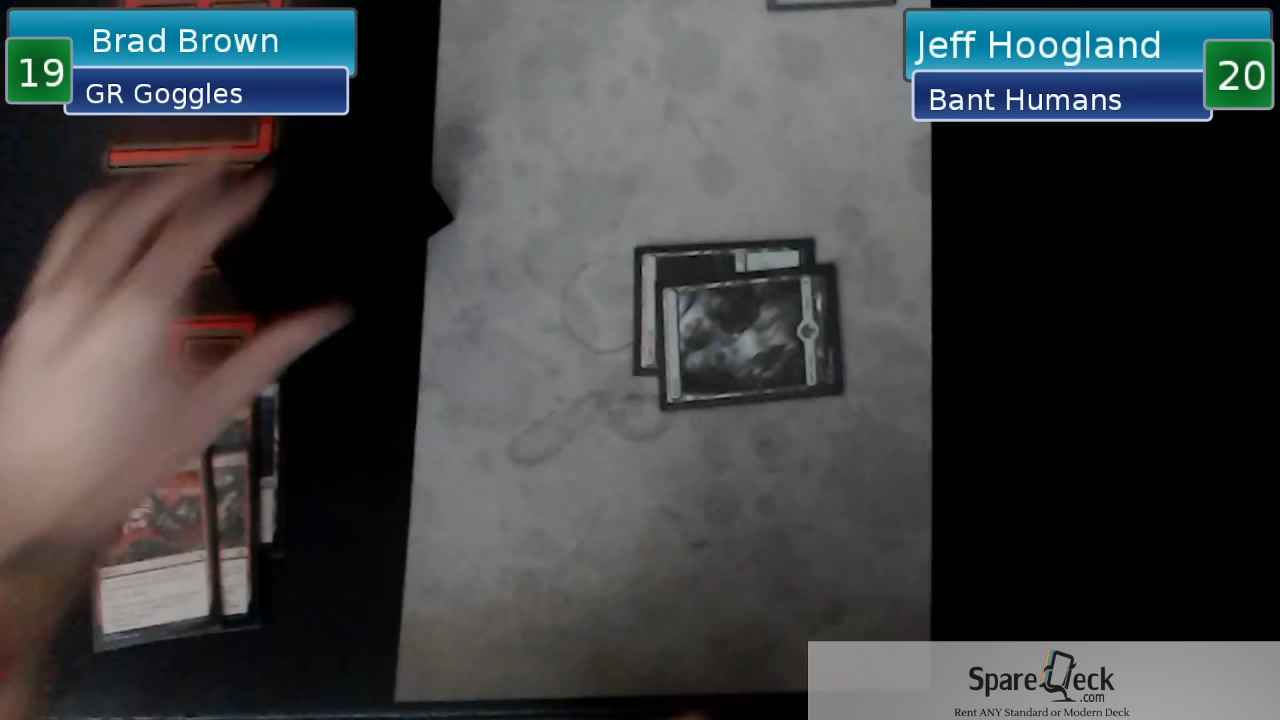 Brad Brown
19
GR Goggles
Jeff Hoogland
20
Bant Humans
SpareDeck
.com
Rent ANY Standard or Modern Deck